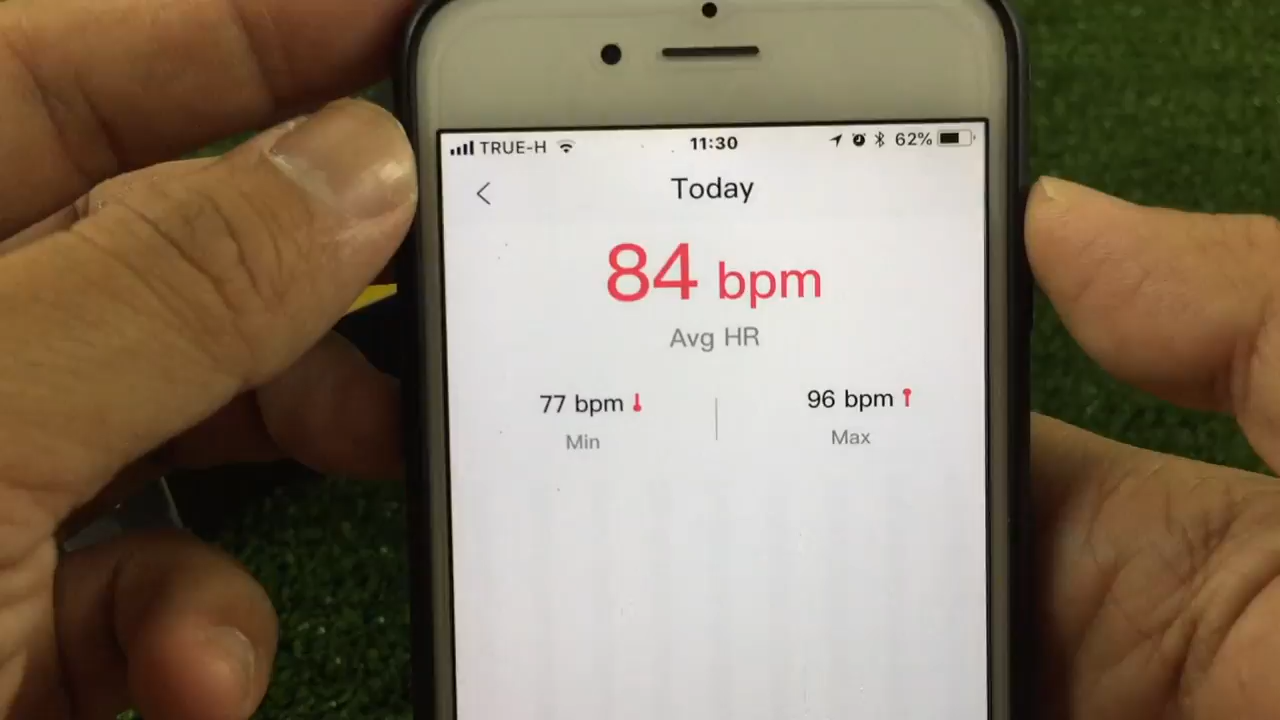 TRUE-H 11:30 62%
Today
84 bpm
Avg HR
77 bpm 96 bpm
Min Max